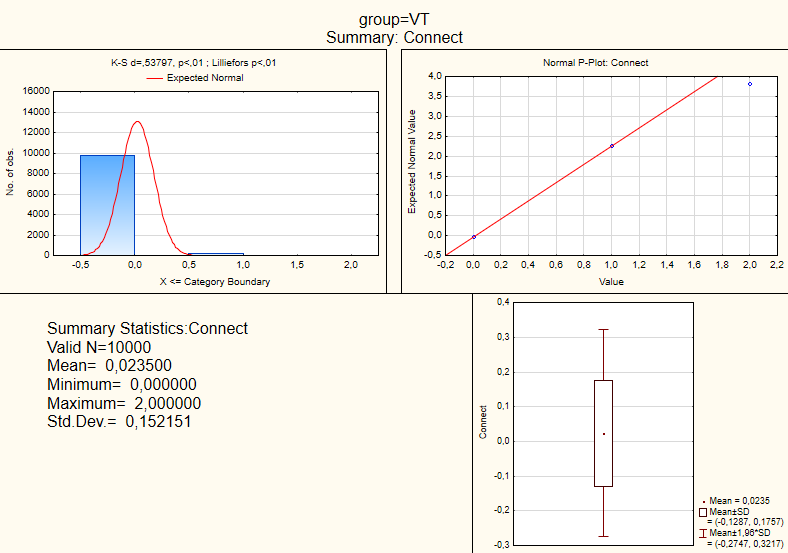 group=VT
Summary: Connect
K-S d=,53797, p<,01 ; Lilliefors p<,01
Expected Normal
16000
14000
12000
10000
8000
6000
4000
2000
0
No. of obs.
-0,5 0,0 0,5 1,0 1,5 2,0
X <= Category Boundary
Normal P-Plot: Connect
4,0
3,5
3,0
2,5
2,0
1,5
1,0
0,5
0,0
-0,5
Expected Normal Value
-0,2 0,0 0,2 0,4 0,6 0,8 1,0 1,2 1,4 1,6 1,8 2,0 2,2
Value
Summary Statistics:Connect
Valid N=10000
Mean= 0,023500
Minimum= 0,000000
Maximum= 2,000000
Std.Dev.= 0,152151
0,4
0,3
0,2
0,1
0,0
-0,1
-0,2
-0,3
Connect
Mean = 0,0235
Mean±SD
= (-0,1287, 0,1757)
Mean±1,96*SD
= (-0,2747, 0,3217)